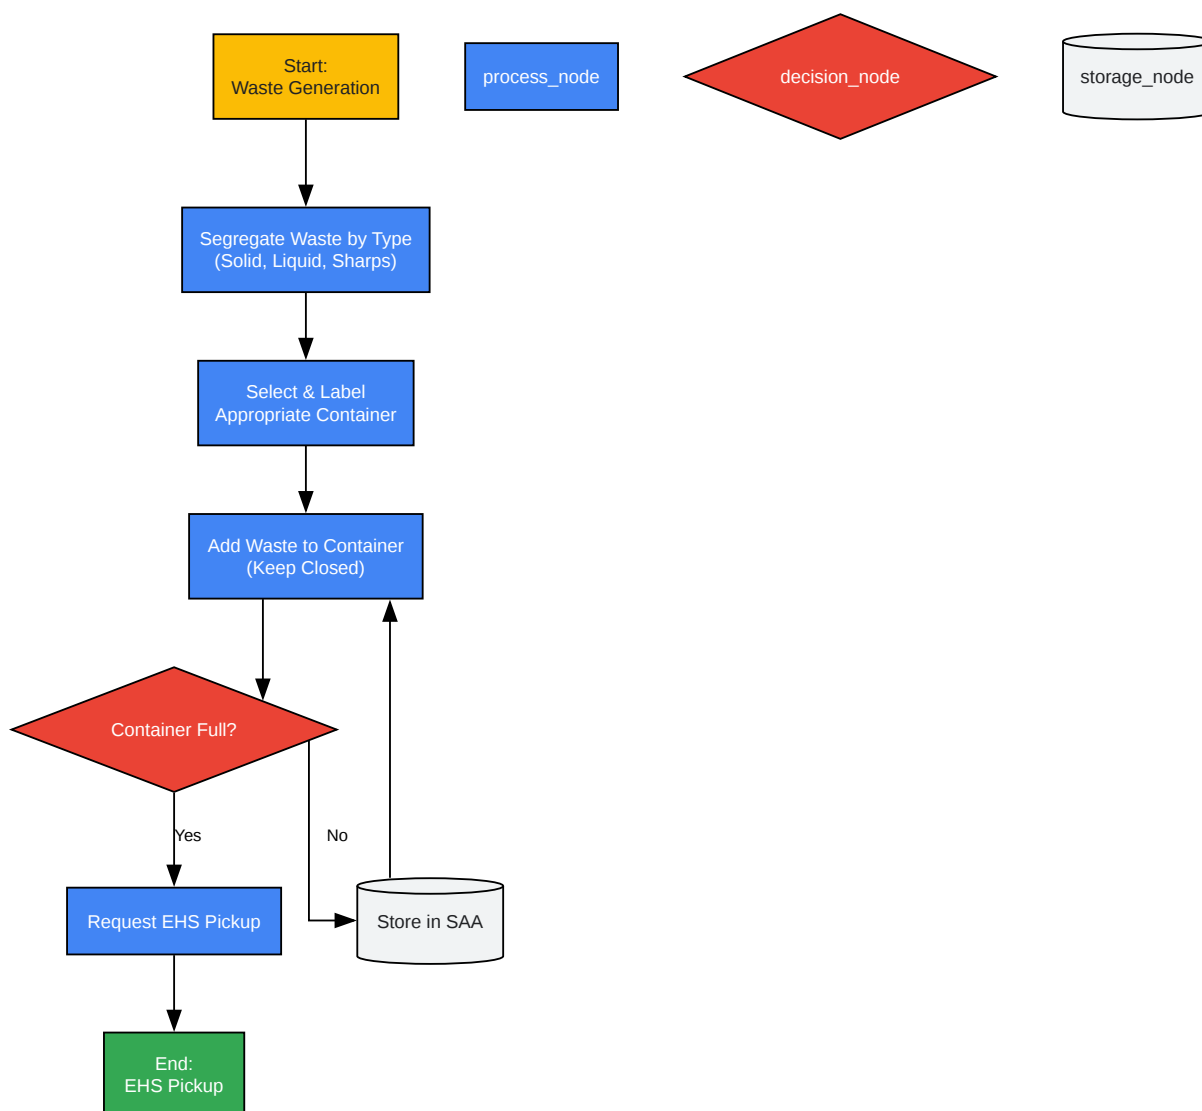 Start:
Waste Generation
process_node
decision_node
storage_node
Segregate Waste by Type
(Solid, Liquid, Sharps)
Select & Label
Appropriate Container
Add Waste to Container
(Keep Closed)
Container Full?
Yes
No
Request EHS Pickup
Store in SAA
End:
EHS Pickup